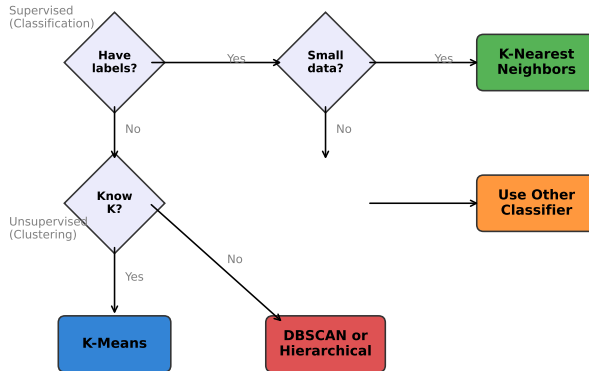 Supervised
(Classification)
Have
labels?
Yes
Small
data?
Yes
K-Nearest
Neighbors
No
No
Know
K?
Use Other
Classifier
Unsupervised
(Clustering)
No
Yes
K-Means
DBSCAN or
Hierarchical